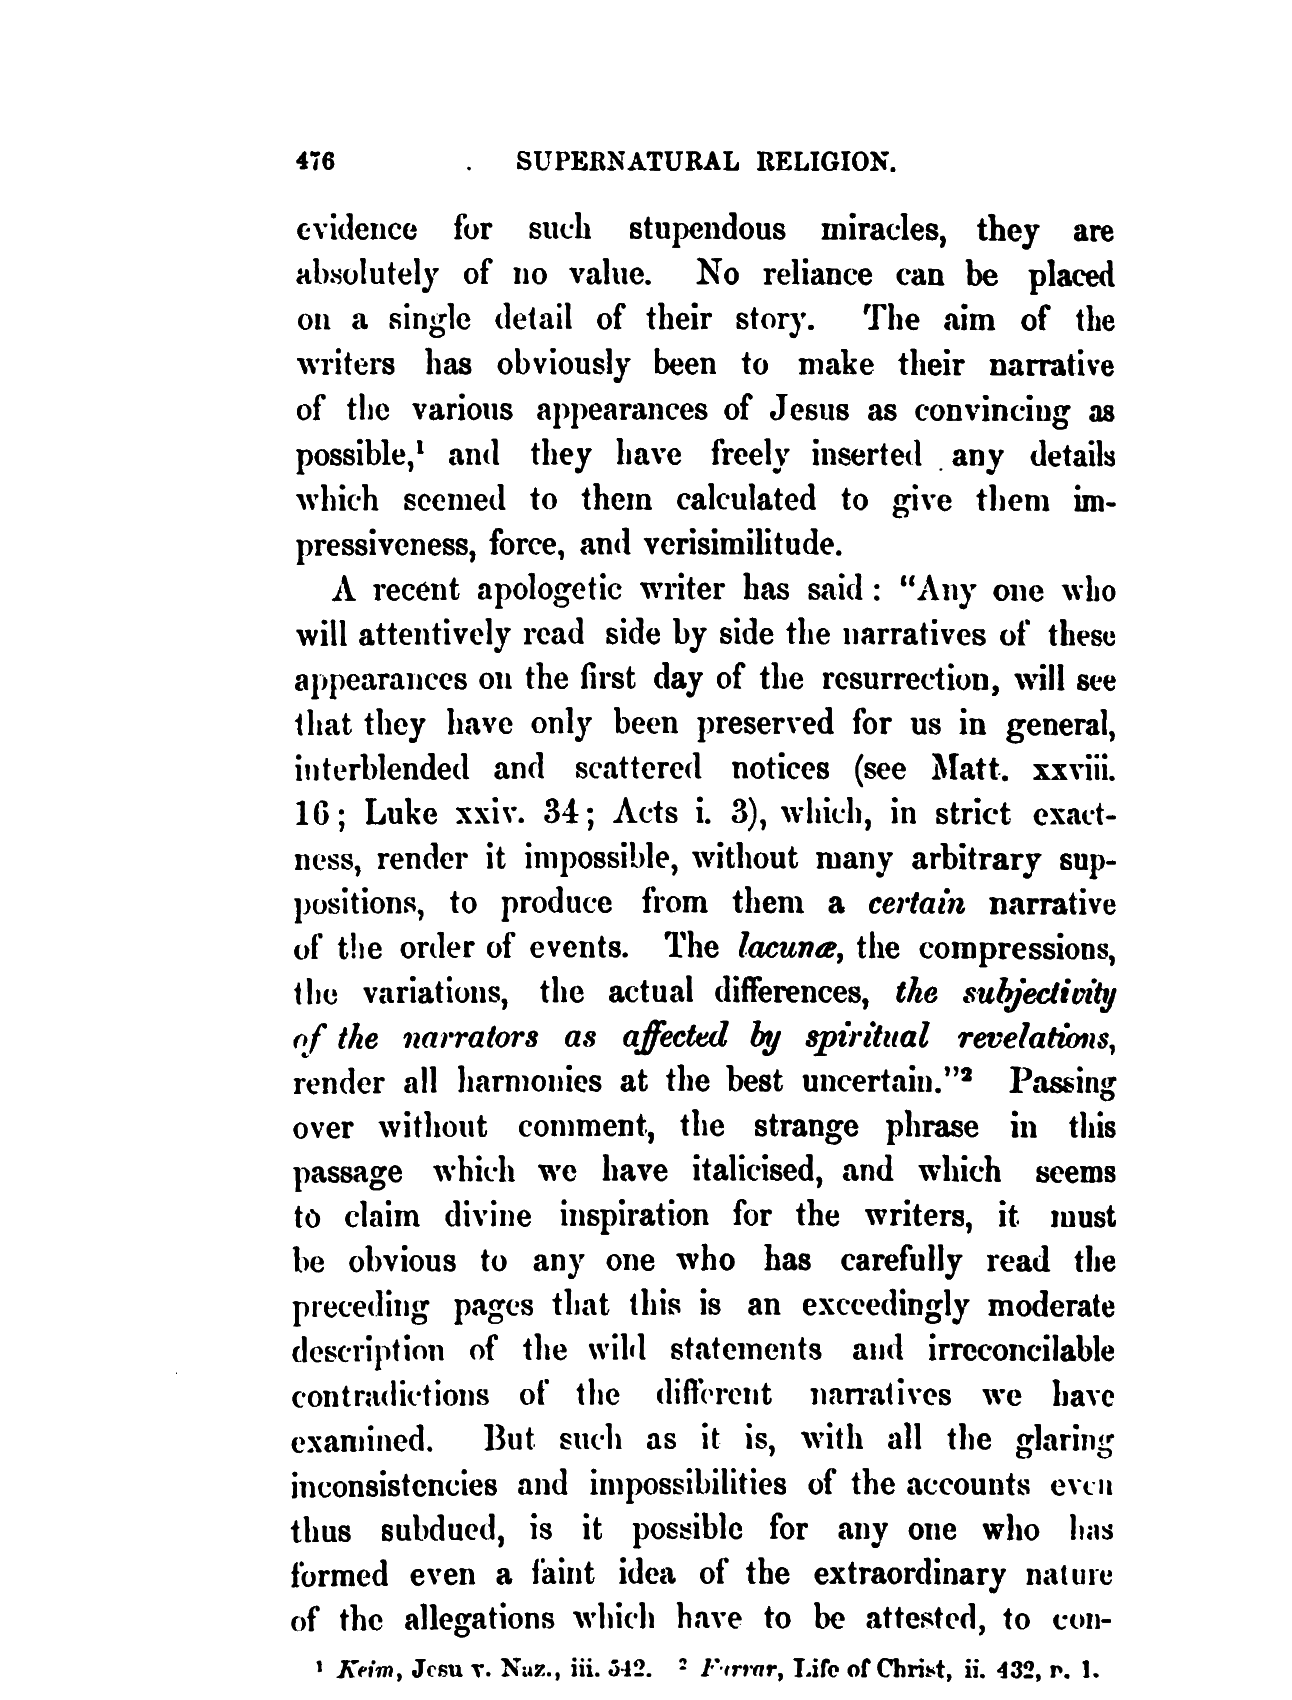 476 . SUPERNATURAL RELIGION.
evidence for such stupendous miracles, they are
absolutely of no value. No reliance can be placed
on a single detail of their story. The aim of the
writers has obviously been to make their narrative
of the various appearances of Jesus as convincing as
possible,¹ and they have freely inserted any details
which seemed to them calculated to give them im-
pressiveness, force, and verisimilitude.
A recent apologetic writer has said : "Any one who
will attentively read side by side the narratives of these
appearances on the first day of the resurrection, will see
that they have only been preserved for us in general,
interblended and scattered notices (see Matt. xxviii.
16 ; Luke xxiv. 34 ; Acts i. 3), which, in strict exact-
ness, render it impossible, without many arbitrary sup-
positions, to produce from them a certain narrative
of the order of events. The lacunæ, the compressions,
the variations, the actual differences, the subjectivity
of the narrators as affected by spiritual revelations,
render all harmonies at the best uncertain."² Passing
over without comment, the strange phrase in this
passage which we have italicised, and which seems
to claim divine inspiration for the writers, it must
be obvious to any one who has carefully read the
preceding pages that this is an exceedingly moderate
description of the wild statements and irreconcilable
contradictions of the different narratives we have
examined. But such as it is, with all the glaring
inconsistencies and impossibilities of the accounts even
thus subdued, is it possible for any one who has
formed even a faint idea of the extraordinary nature
of the allegations which have to be attested, to con-
¹ Keim, Jesu v. Naz., iii. 542. ² Farrar, Life of Christ, ii. 432, n. 1.